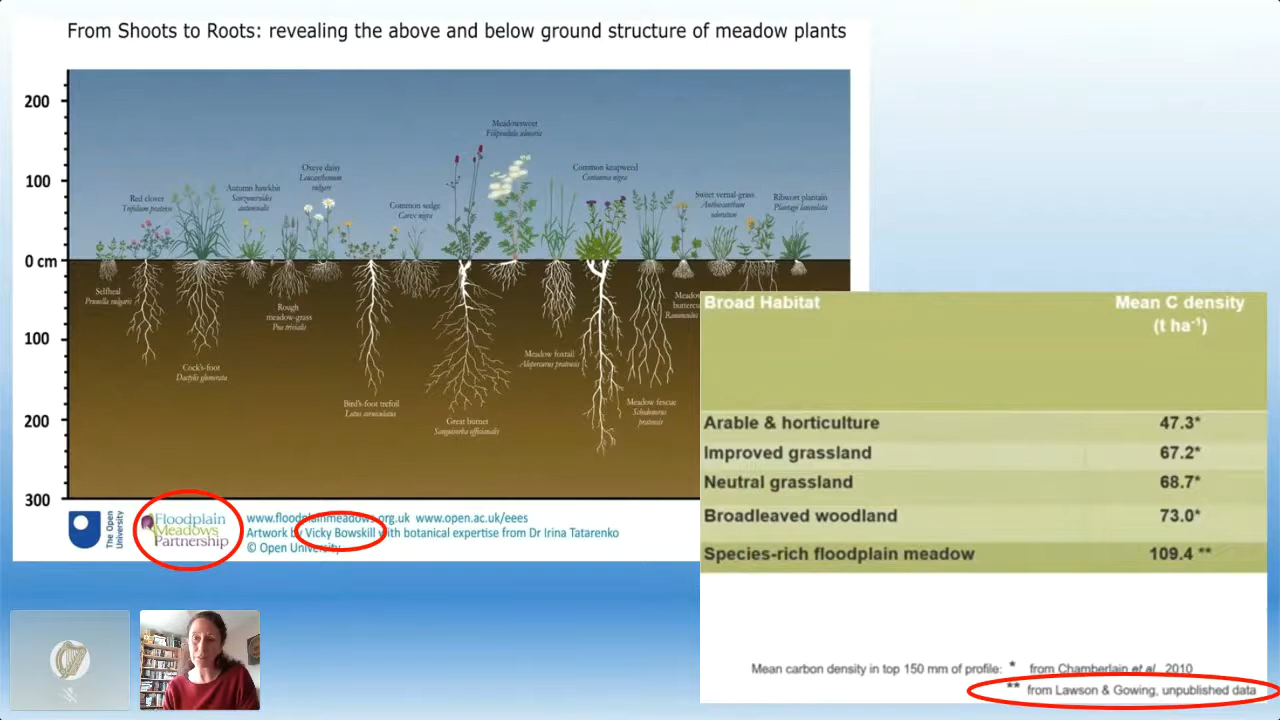 From Shoots to Roots: revealing the above and below ground structure of meadow plants
200
100
0 cm
100
200
300
Meadowsweet
Filipendula ulmaria
Oxeye daisy
Leucanthemum
vulgare
Common knapweed
Centaurea nigra
Autumn hawkbit
Scorzoneroides
autumnalis
Red clover
Trifolium pratense
Common sedge
Carex nigra
Sweet vernal-grass
Anthoxanthum
odoratum
Ribwort plantain
Plantago lanceolata
Selfheal
Prunella vulgaris
Rough
meadow-grass
Poa trivialis
Cock's-foot
Dactylis glomerata
Bird's-foot trefoil
Lotus corniculatus
Great burnet
Sanguisorba officinalis
Meadow foxtail
Alopecurus pratensis
Meadow fescue
Schedonorus
pratensis
The Open
University
Floodplain
Meadows
Partnership
www.floodplainmeadows.org.uk www.open.ac.uk/eees
Artwork by Vicky Bowskill with botanical expertise from Dr Irina Tatarenko
© Open University
Broad Habitat Mean C density
(t ha⁻¹)
Arable & horticulture 47.3*
Improved grassland 67.2*
Neutral grassland 68.7*
Broadleaved woodland 73.0*
Species-rich floodplain meadow 109.4 **
Mean carbon density in top 150 mm of profile: * from Chamberlain et al., 2010
** from Lawson & Gowing, unpublished data